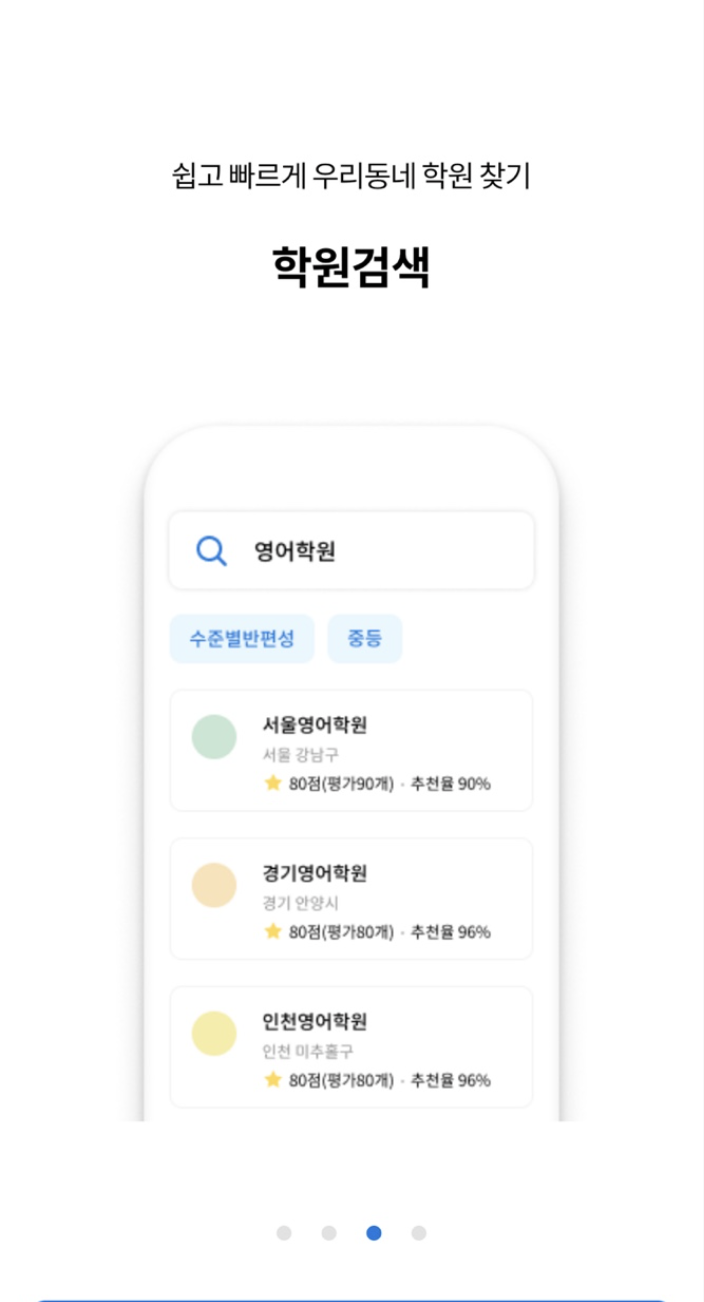 쉽고 빠르게 우리동네 학원 찾기
학원검색
영어학원
수준별반편성 중등
서울영어학원
서울 강남구
80점(평가90개) · 추천율 90%
경기영어학원
경기 안양시
80점(평가80개) · 추천율 96%
인천영어학원
인천 미추홀구
80점(평가80개) · 추천율 96%